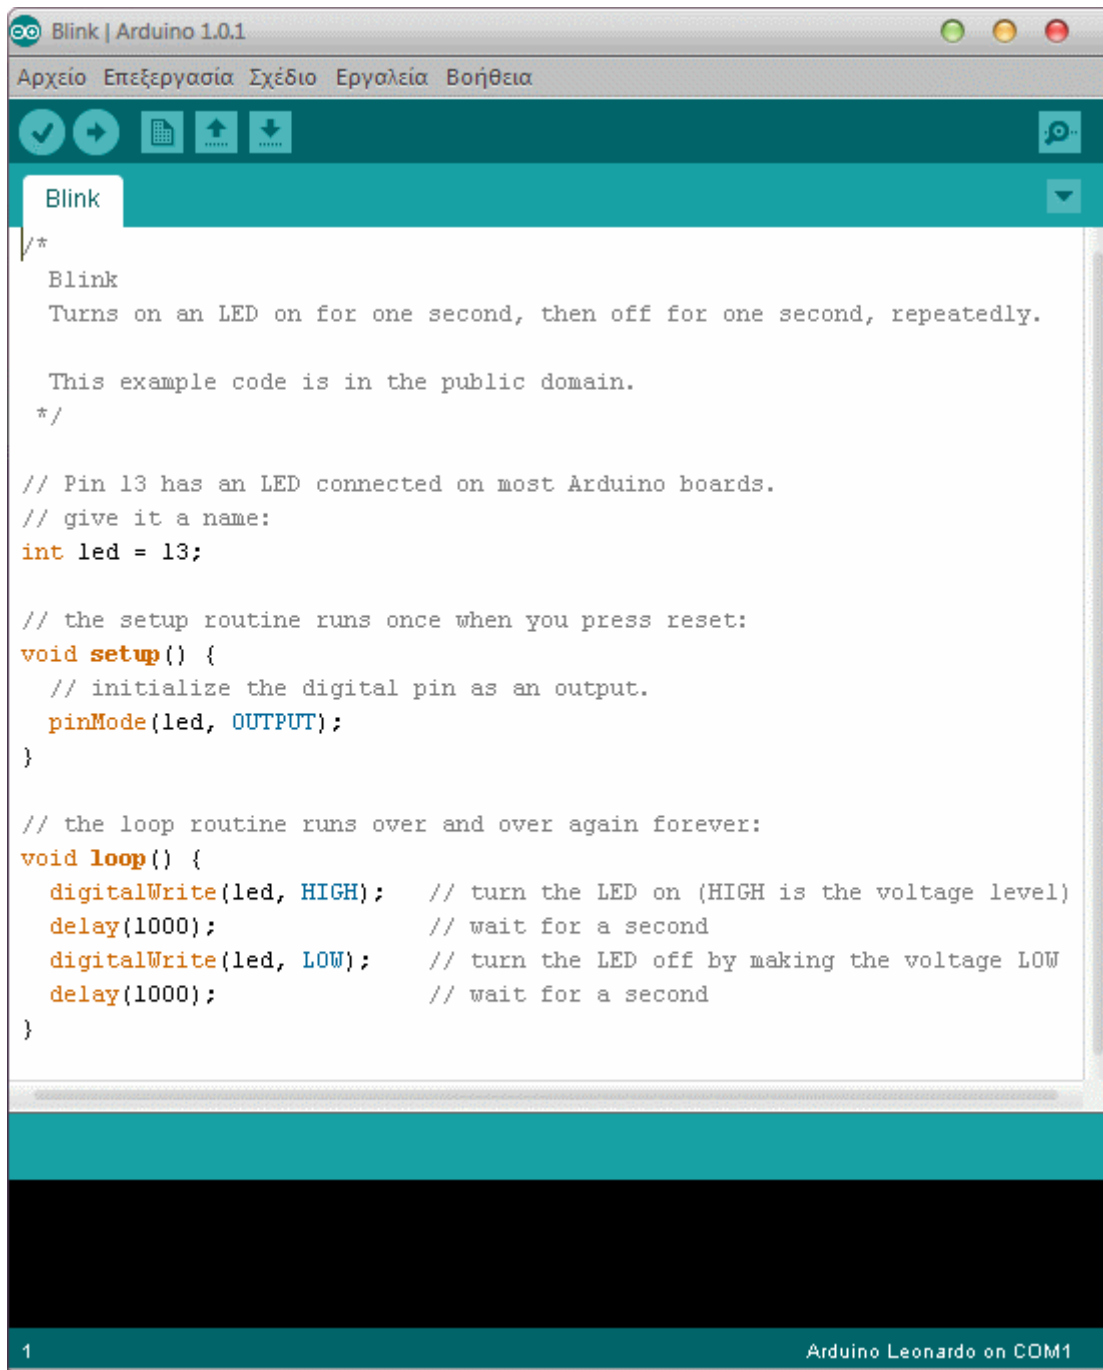 Blink | Arduino 1.0.1
Αρχείο Επεξεργασία Σχέδιο Εργαλεία Βοήθεια
Blink
/*
  Blink
  Turns on an LED on for one second, then off for one second, repeatedly.

  This example code is in the public domain.
 */

// Pin 13 has an LED connected on most Arduino boards.
// give it a name:
int led = 13;

// the setup routine runs once when you press reset:
void setup() {
  // initialize the digital pin as an output.
  pinMode(led, OUTPUT);
}

// the loop routine runs over and over again forever:
void loop() {
  digitalWrite(led, HIGH);   // turn the LED on (HIGH is the voltage level)
  delay(1000);               // wait for a second
  digitalWrite(led, LOW);    // turn the LED off by making the voltage LOW
  delay(1000);               // wait for a second
}
1 Arduino Leonardo on COM1